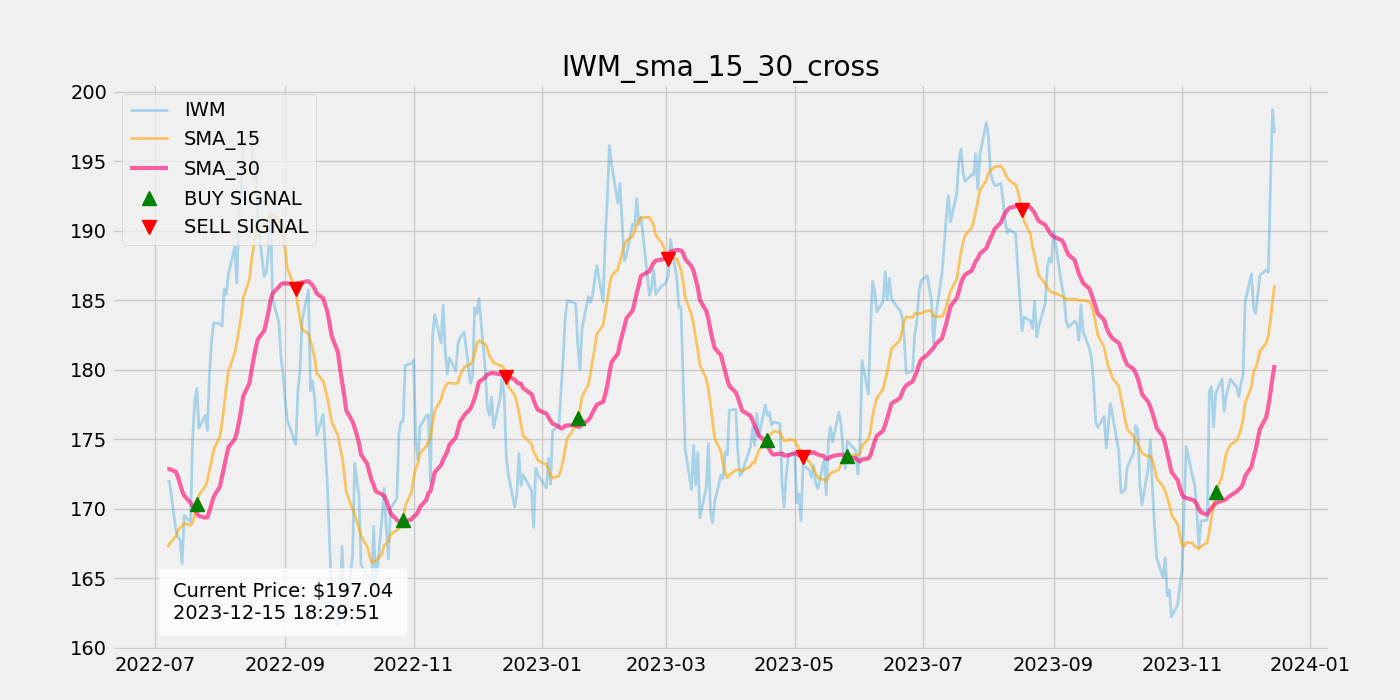 IWM_sma_15_30_cross
200
195
190
185
180
175
170
165
160
IWM
SMA_15
SMA_30
BUY SIGNAL
SELL SIGNAL
Current Price: $197.04
2023-12-15 18:29:51
2022-07 2022-09 2022-11 2023-01 2023-03 2023-05 2023-07 2023-09 2023-11 2024-01